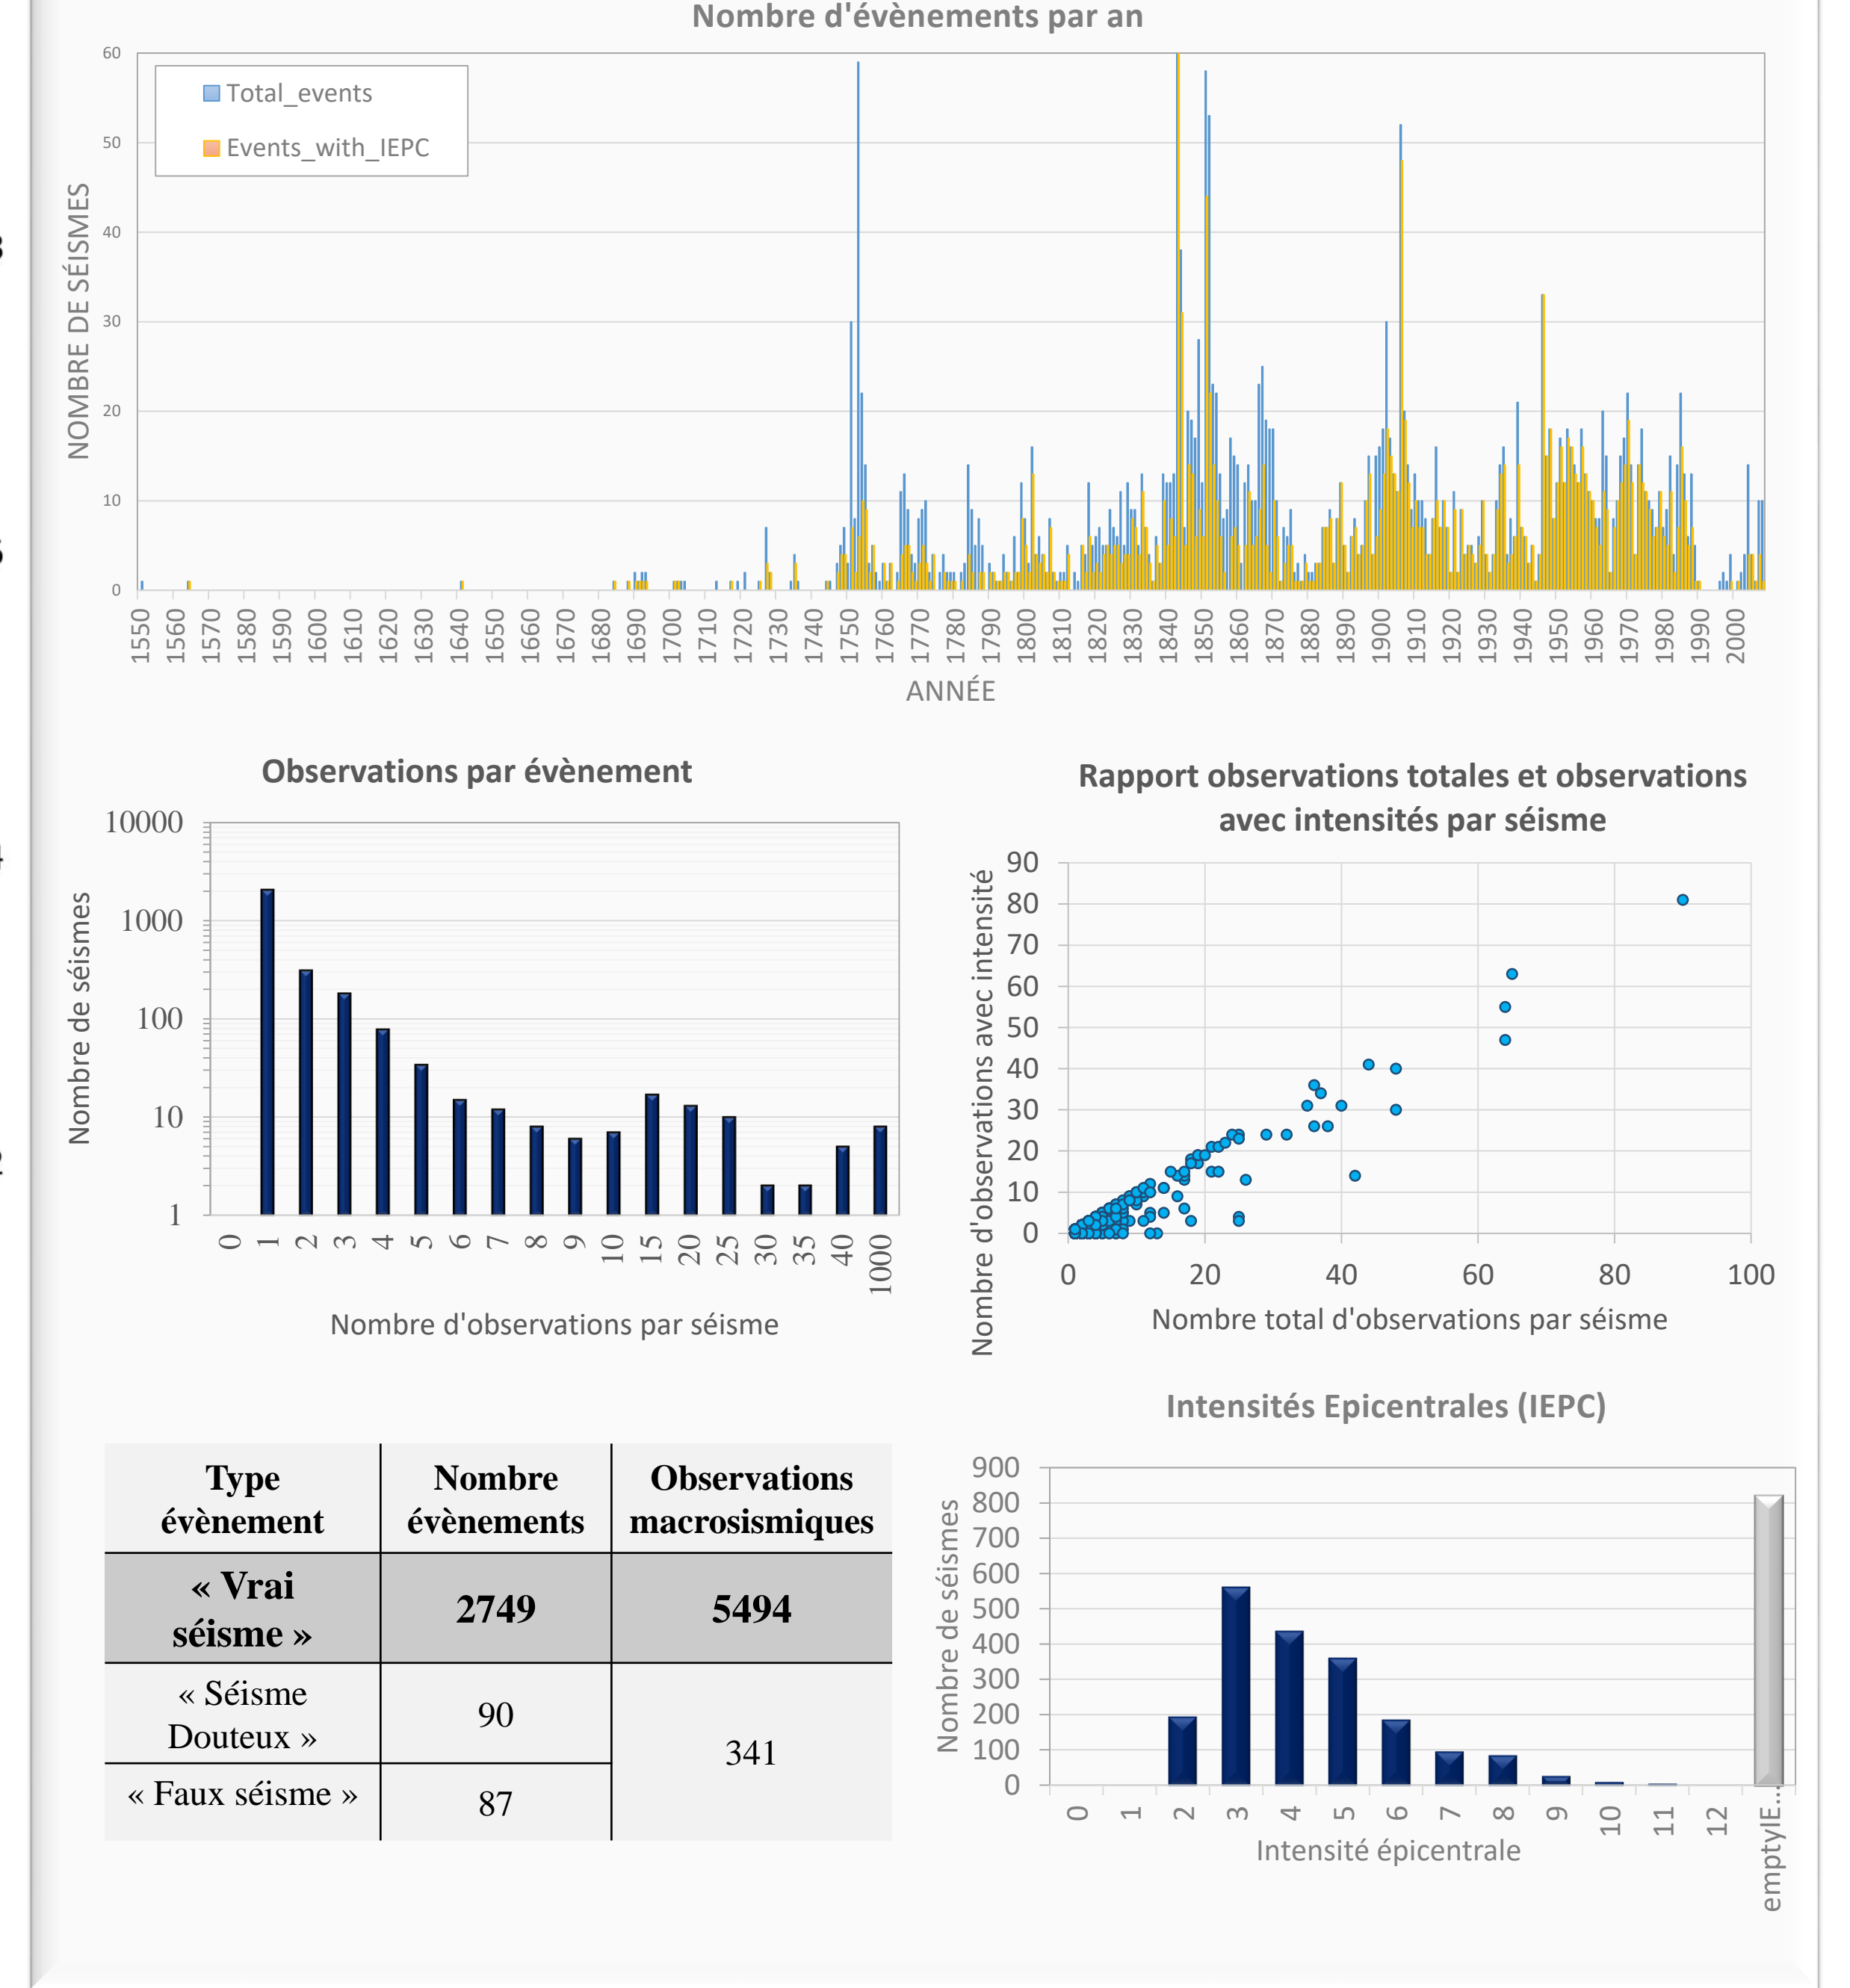 Nombre d'évènements par an
60
50
40
30
20
10
0
Total_events
Events_with_IEPC
NOMBRE DE SÉISMES
1550 1560 1570 1580 1590 1600 1610 1620 1630 1640 1650 1660 1670 1680 1690 1700 1710 1720 1730 1740 1750 1760 1770 1780 1790 1800 1810 1820 1830 1840 1850 1860 1870 1880 1890 1900 1910 1920 1930 1940 1950 1960 1970 1980 1990 2000
ANNÉE
Observations par évènement
10000
1000
100
10
1
Nombre de séismes
0 1 2 3 4 5 6 7 8 9 10 15 20 25 30 35 40 1000
Nombre d'observations par séisme
Rapport observations totales et observations
avec intensités par séisme
90
80
70
60
50
40
30
20
10
0
Nombre d'observations avec intensité
0 20 40 60 80 100
Nombre total d'observations par séisme
Type
évènement
Nombre
évènements
Observations
macrosismiques
« Vrai
séisme »
2749
5494
« Séisme
Douteux »
90
341
« Faux séisme »
87
Intensités Epicentrales (IEPC)
900
800
700
600
500
400
300
200
100
0
Nombre de séismes
0 1 2 3 4 5 6 7 8 9 10 11 12 emptyIE...
Intensité épicentrale